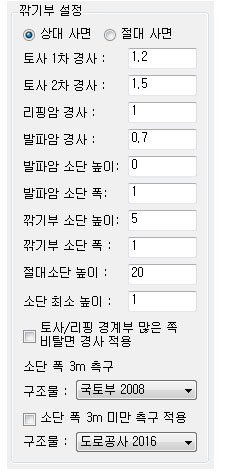 깎기부 설정
상대 사면 절대 사면
토사 1차 경사 : 1,2
토사 2차 경사 : 1,5
리핑암 경사 : 1
발파암 경사 : 0,7
발파암 소단 높이: 0
발파암 소단 폭: 1
깎기부 소단 높이: 5
깎기부 소단 폭 : 1
절대소단 높이 : 20
소단 최소 높이 : 1
토사/리핑 경계부 많은 쪽
비탈면 경사 적용
소단 폭 3m 측구
구조물 : 국토부 2008
소단 폭 3m 미만 측구 적용
구조물 : 도로공사 2016